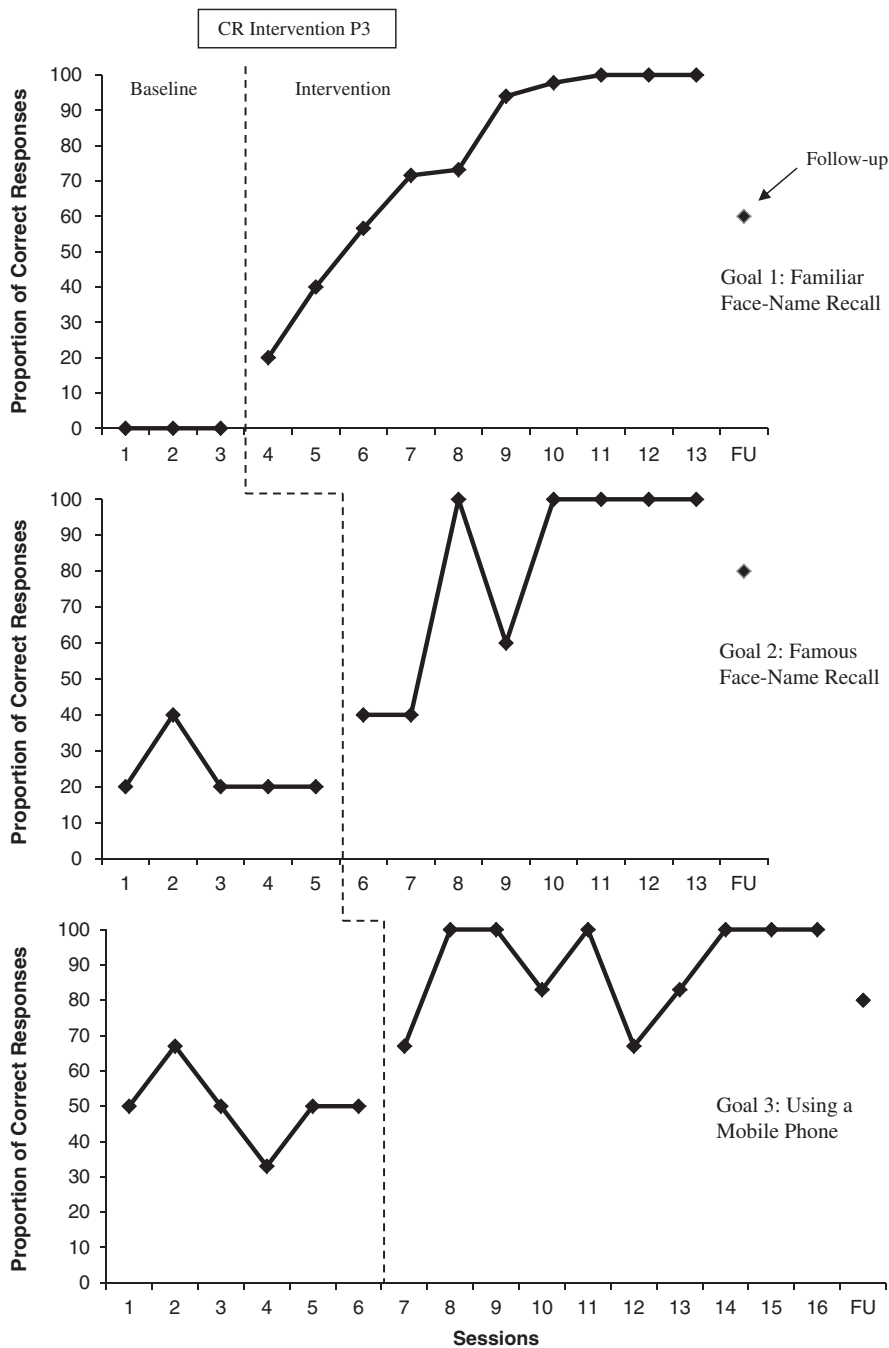 CR Intervention P3
Baseline
Intervention
Proportion of Correct Responses
100
90
80
70
60
50
40
30
20
10
0
1 2 3 4 5 6 7 8 9 10 11 12 13 FU
Follow-up
Goal 1: Familiar
Face-Name Recall
Proportion of Correct Responses
100
90
80
70
60
50
40
30
20
10
0
1 2 3 4 5 6 7 8 9 10 11 12 13 FU
Goal 2: Famous
Face-Name Recall
Proportion of Correct Responses
100
90
80
70
60
50
40
30
20
10
0
1 2 3 4 5 6 7 8 9 10 11 12 13 14 15 16 FU
Goal 3: Using a
Mobile Phone
Sessions